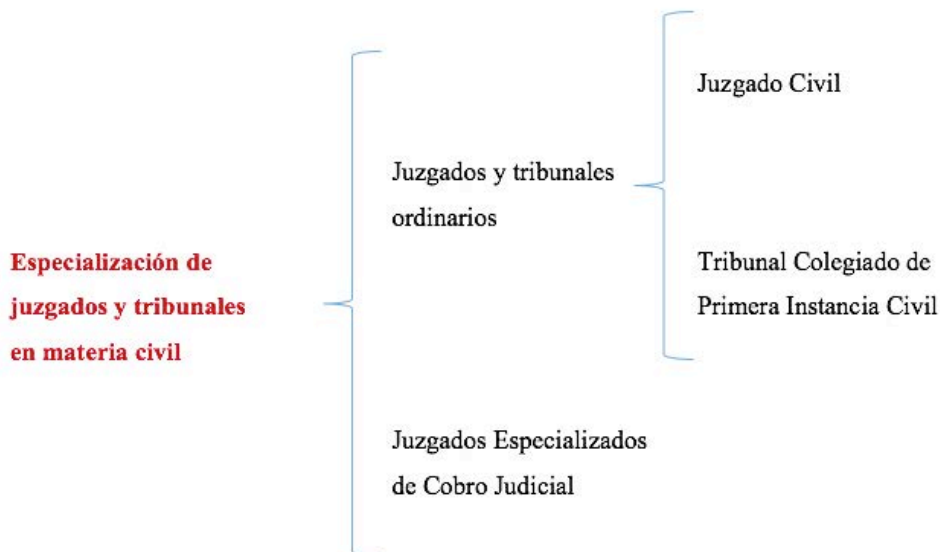 Especialización de
juzgados y tribunales
en materia civil
Juzgados y tribunales
ordinarios
Juzgado Civil
Tribunal Colegiado de
Primera Instancia Civil
Juzgados Especializados
de Cobro Judicial